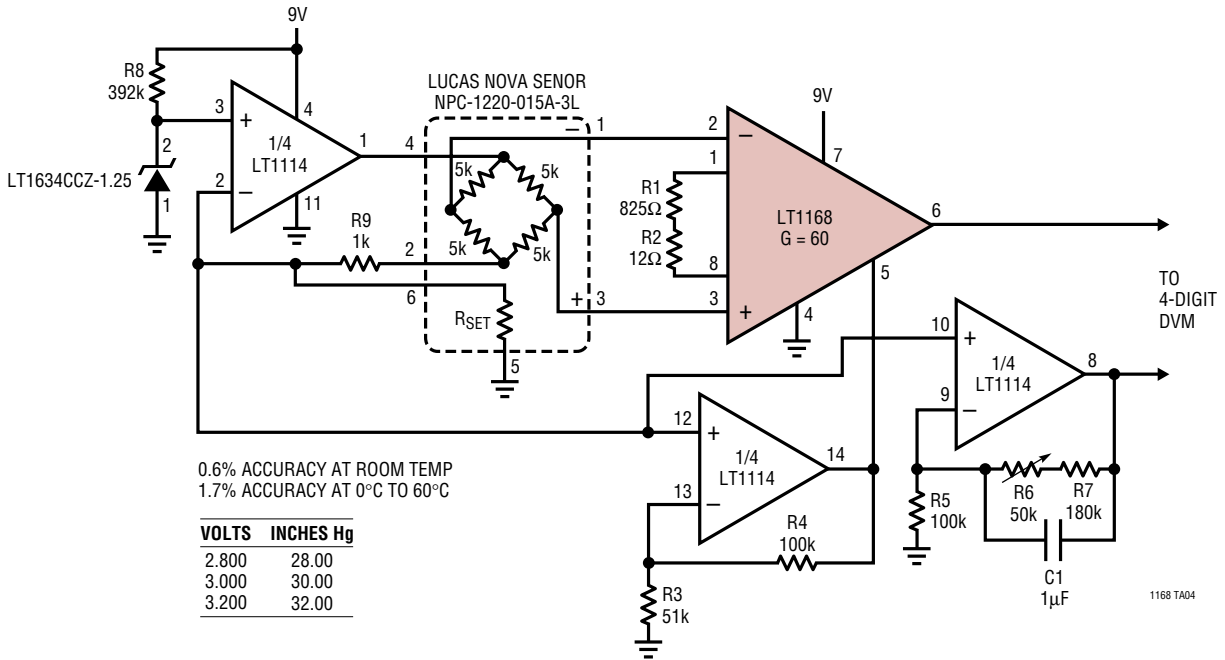 9V
R8
392k
3
+
4
1/4
LT1114
1
2
LT1634CCZ-1.25
1
2
–
11
R9
1k
LUCAS NOVA SENOR
NPC-1220-015A-3L
4
2
6
5k
5k
5k
5k
–
1
+
3
RSET
5
9V
7
2
–
1
R1
825Ω
R2
12Ω
8
3
+
LT1168
G = 60
6
5
4
TO
4-DIGIT
DVM
10
+
1/4
LT1114
8
9
–
12
+
1/4
LT1114
14
13
–
R4
100k
R3
51k
R5
100k
R6
50k
R7
180k
C1
1µF
0.6% ACCURACY AT ROOM TEMP
1.7% ACCURACY AT 0°C TO 60°C
VOLTS INCHES Hg
2.800 28.00
3.000 30.00
3.200 32.00
1168 TA04